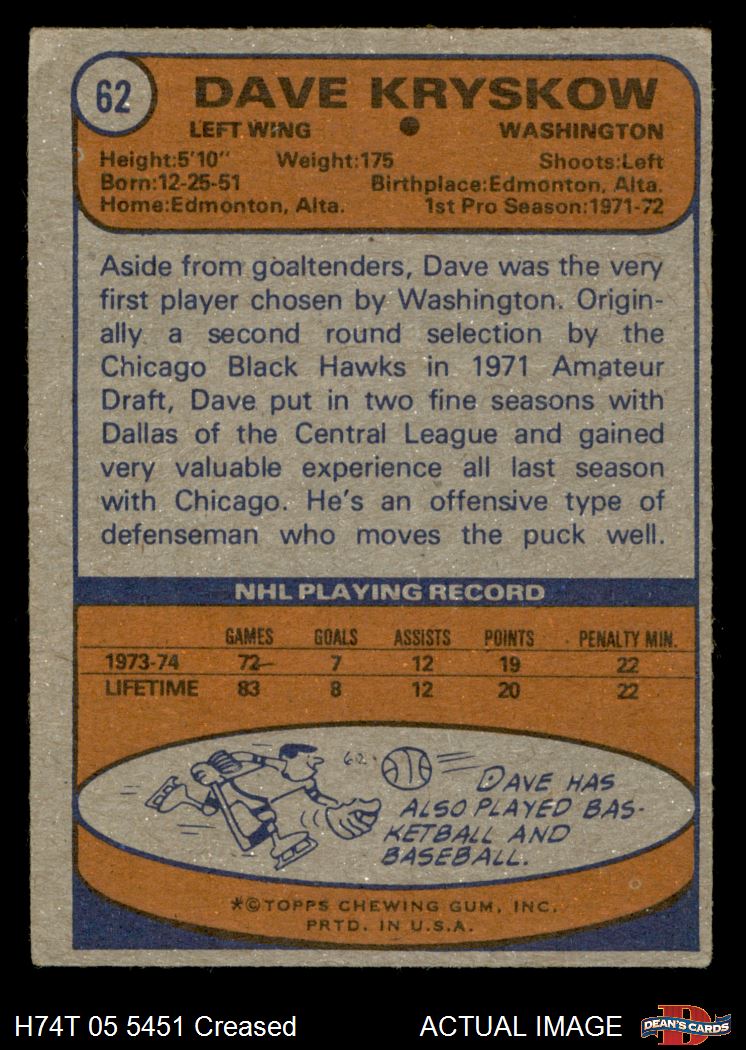 62
DAVE KRYSKOW
LEFT WING ● WASHINGTON
Height:5'10" Weight:175 Shoots:Left
Born:12-25-51 Birthplace:Edmonton, Alta.
Home:Edmonton, Alta. 1st Pro Season:1971-72
Aside from goaltenders, Dave was the very
first player chosen by Washington. Origin-
ally a second round selection by the
Chicago Black Hawks in 1971 Amateur
Draft, Dave put in two fine seasons with
Dallas of the Central League and gained
very valuable experience all last season
with Chicago. He's an offensive type of
defenseman who moves the puck well.
NHL PLAYING RECORD
GAMES GOALS ASSISTS POINTS PENALTY MIN.
1973-74 72 7 12 19 22
LIFETIME 83 8 12 20 22
62.
DAVE HAS
ALSO PLAYED BAS-
KETBALL AND
BASEBALL.
*©TOPPS CHEWING GUM, INC.
PRTD. IN U.S.A.
H74T 05 5451 Creased ACTUAL IMAGE
D
DEAN'S CARDS